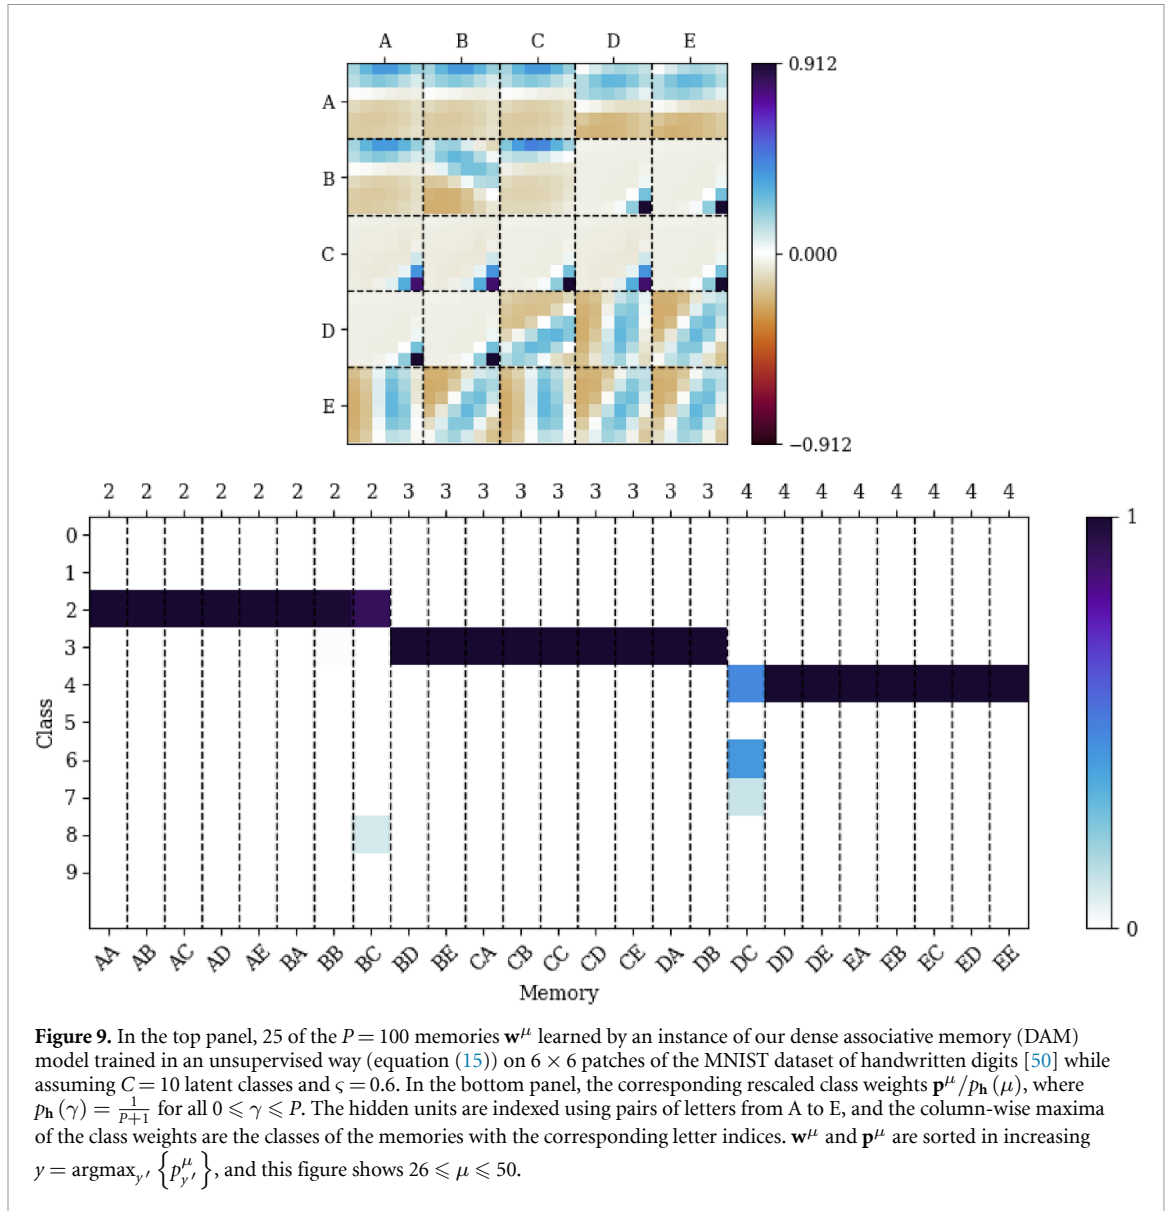 A B C D E
A
B
C
D
E
0.912
0.000
−0.912
2 2 2 2 2 2 2 2 3 3 3 3 3 3 3 3 3 4 4 4 4 4 4 4 4
0
1
2
3
4
5
6
7
8
9
Class
1
0
AA AB AC AD AE BA BB BC BD BE CA CB CC CD CE DA DB DC DD DE EA EB EC ED EE
Memory
Figure 9. In the top panel, 25 of the P = 100 memories w^μ learned by an instance of our dense associative memory (DAM)
model trained in an unsupervised way (equation (15)) on 6 × 6 patches of the MNIST dataset of handwritten digits [50] while
assuming C = 10 latent classes and ς = 0.6. In the bottom panel, the corresponding rescaled class weights p^μ/p_h (μ), where
p_h (γ) = 1/(P+1) for all 0 ⩽ γ ⩽ P. The hidden units are indexed using pairs of letters from A to E, and the column-wise maxima
of the class weights are the classes of the memories with the corresponding letter indices. w^μ and p^μ are sorted in increasing
y = argmax_y′ {p^μ_y′}, and this figure shows 26 ⩽ μ ⩽ 50.